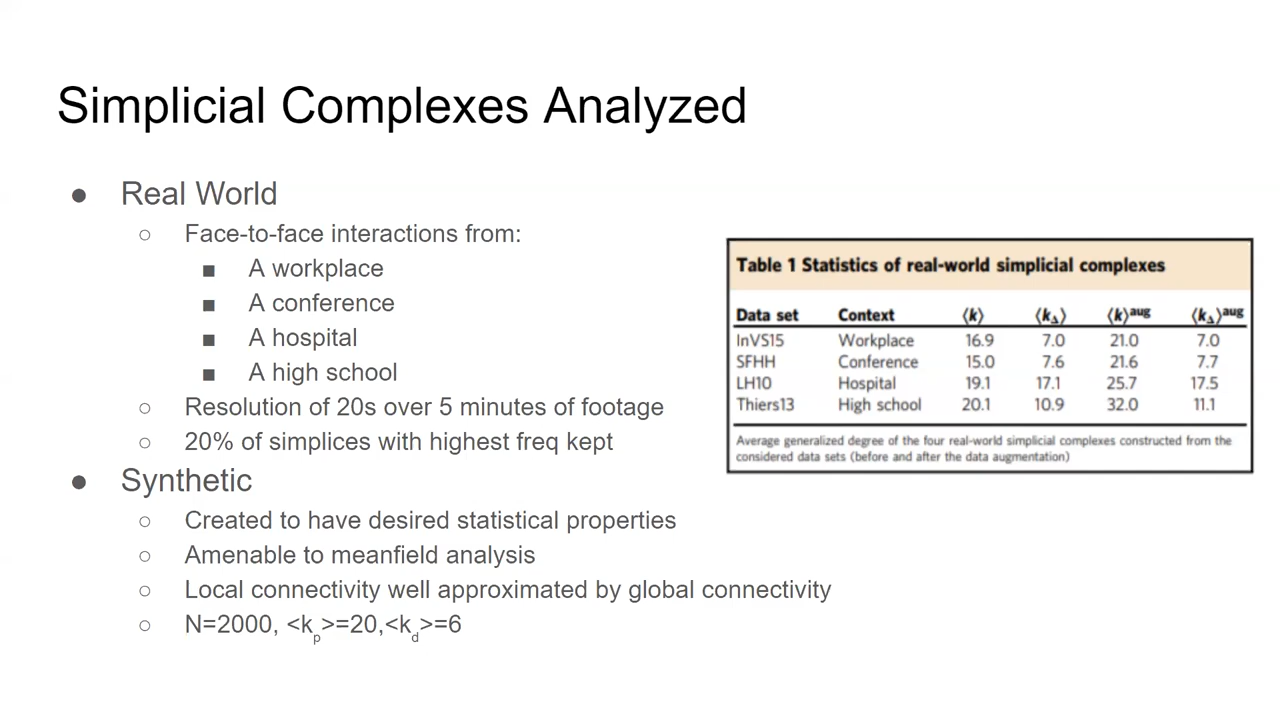 Simplicial Complexes Analyzed
● Real World
○ Face-to-face interactions from:
■ A workplace
■ A conference
■ A hospital
■ A high school
○ Resolution of 20s over 5 minutes of footage
○ 20% of simplices with highest freq kept
● Synthetic
○ Created to have desired statistical properties
○ Amenable to meanfield analysis
○ Local connectivity well approximated by global connectivity
○ N=2000, <kp>=20,<kd>=6
Table 1 Statistics of real-world simplicial complexes
Data set Context ⟨k⟩ ⟨kΔ⟩ ⟨k⟩aug ⟨kΔ⟩aug
InVS15 Workplace 16.9 7.0 21.0 7.0
SFHH Conference 15.0 7.6 21.6 7.7
LH10 Hospital 19.1 17.1 25.7 17.5
Thiers13 High school 20.1 10.9 32.0 11.1
Average generalized degree of the four real-world simplicial complexes constructed from the
considered data sets (before and after the data augmentation)